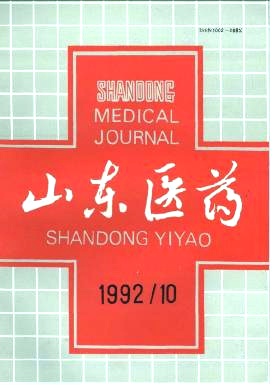 SHANDONG
MEDICAL
JOURNAL
山东医药
SHANDONG YIYAO
1992/10